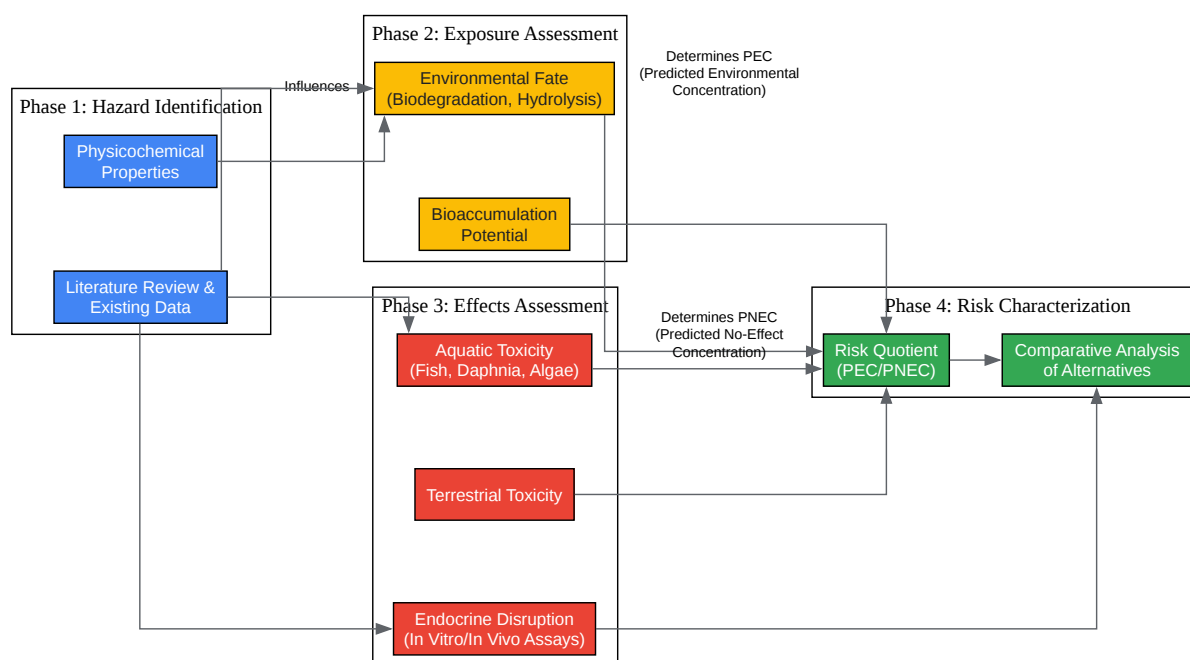 Phase 2: Exposure Assessment
Environmental Fate
(Biodegradation, Hydrolysis)
Bioaccumulation
Potential
Determines PEC
(Predicted Environmental
Concentration)
Influences
Phase 1: Hazard Identification
Physicochemical
Properties
Literature Review &
Existing Data
Phase 3: Effects Assessment
Aquatic Toxicity
(Fish, Daphnia, Algae)
Terrestrial Toxicity
Endocrine Disruption
(In Vitro/In Vivo Assays)
Determines PNEC
(Predicted No-Effect
Concentration)
Phase 4: Risk Characterization
Risk Quotient
(PEC/PNEC)
Comparative Analysis
of Alternatives